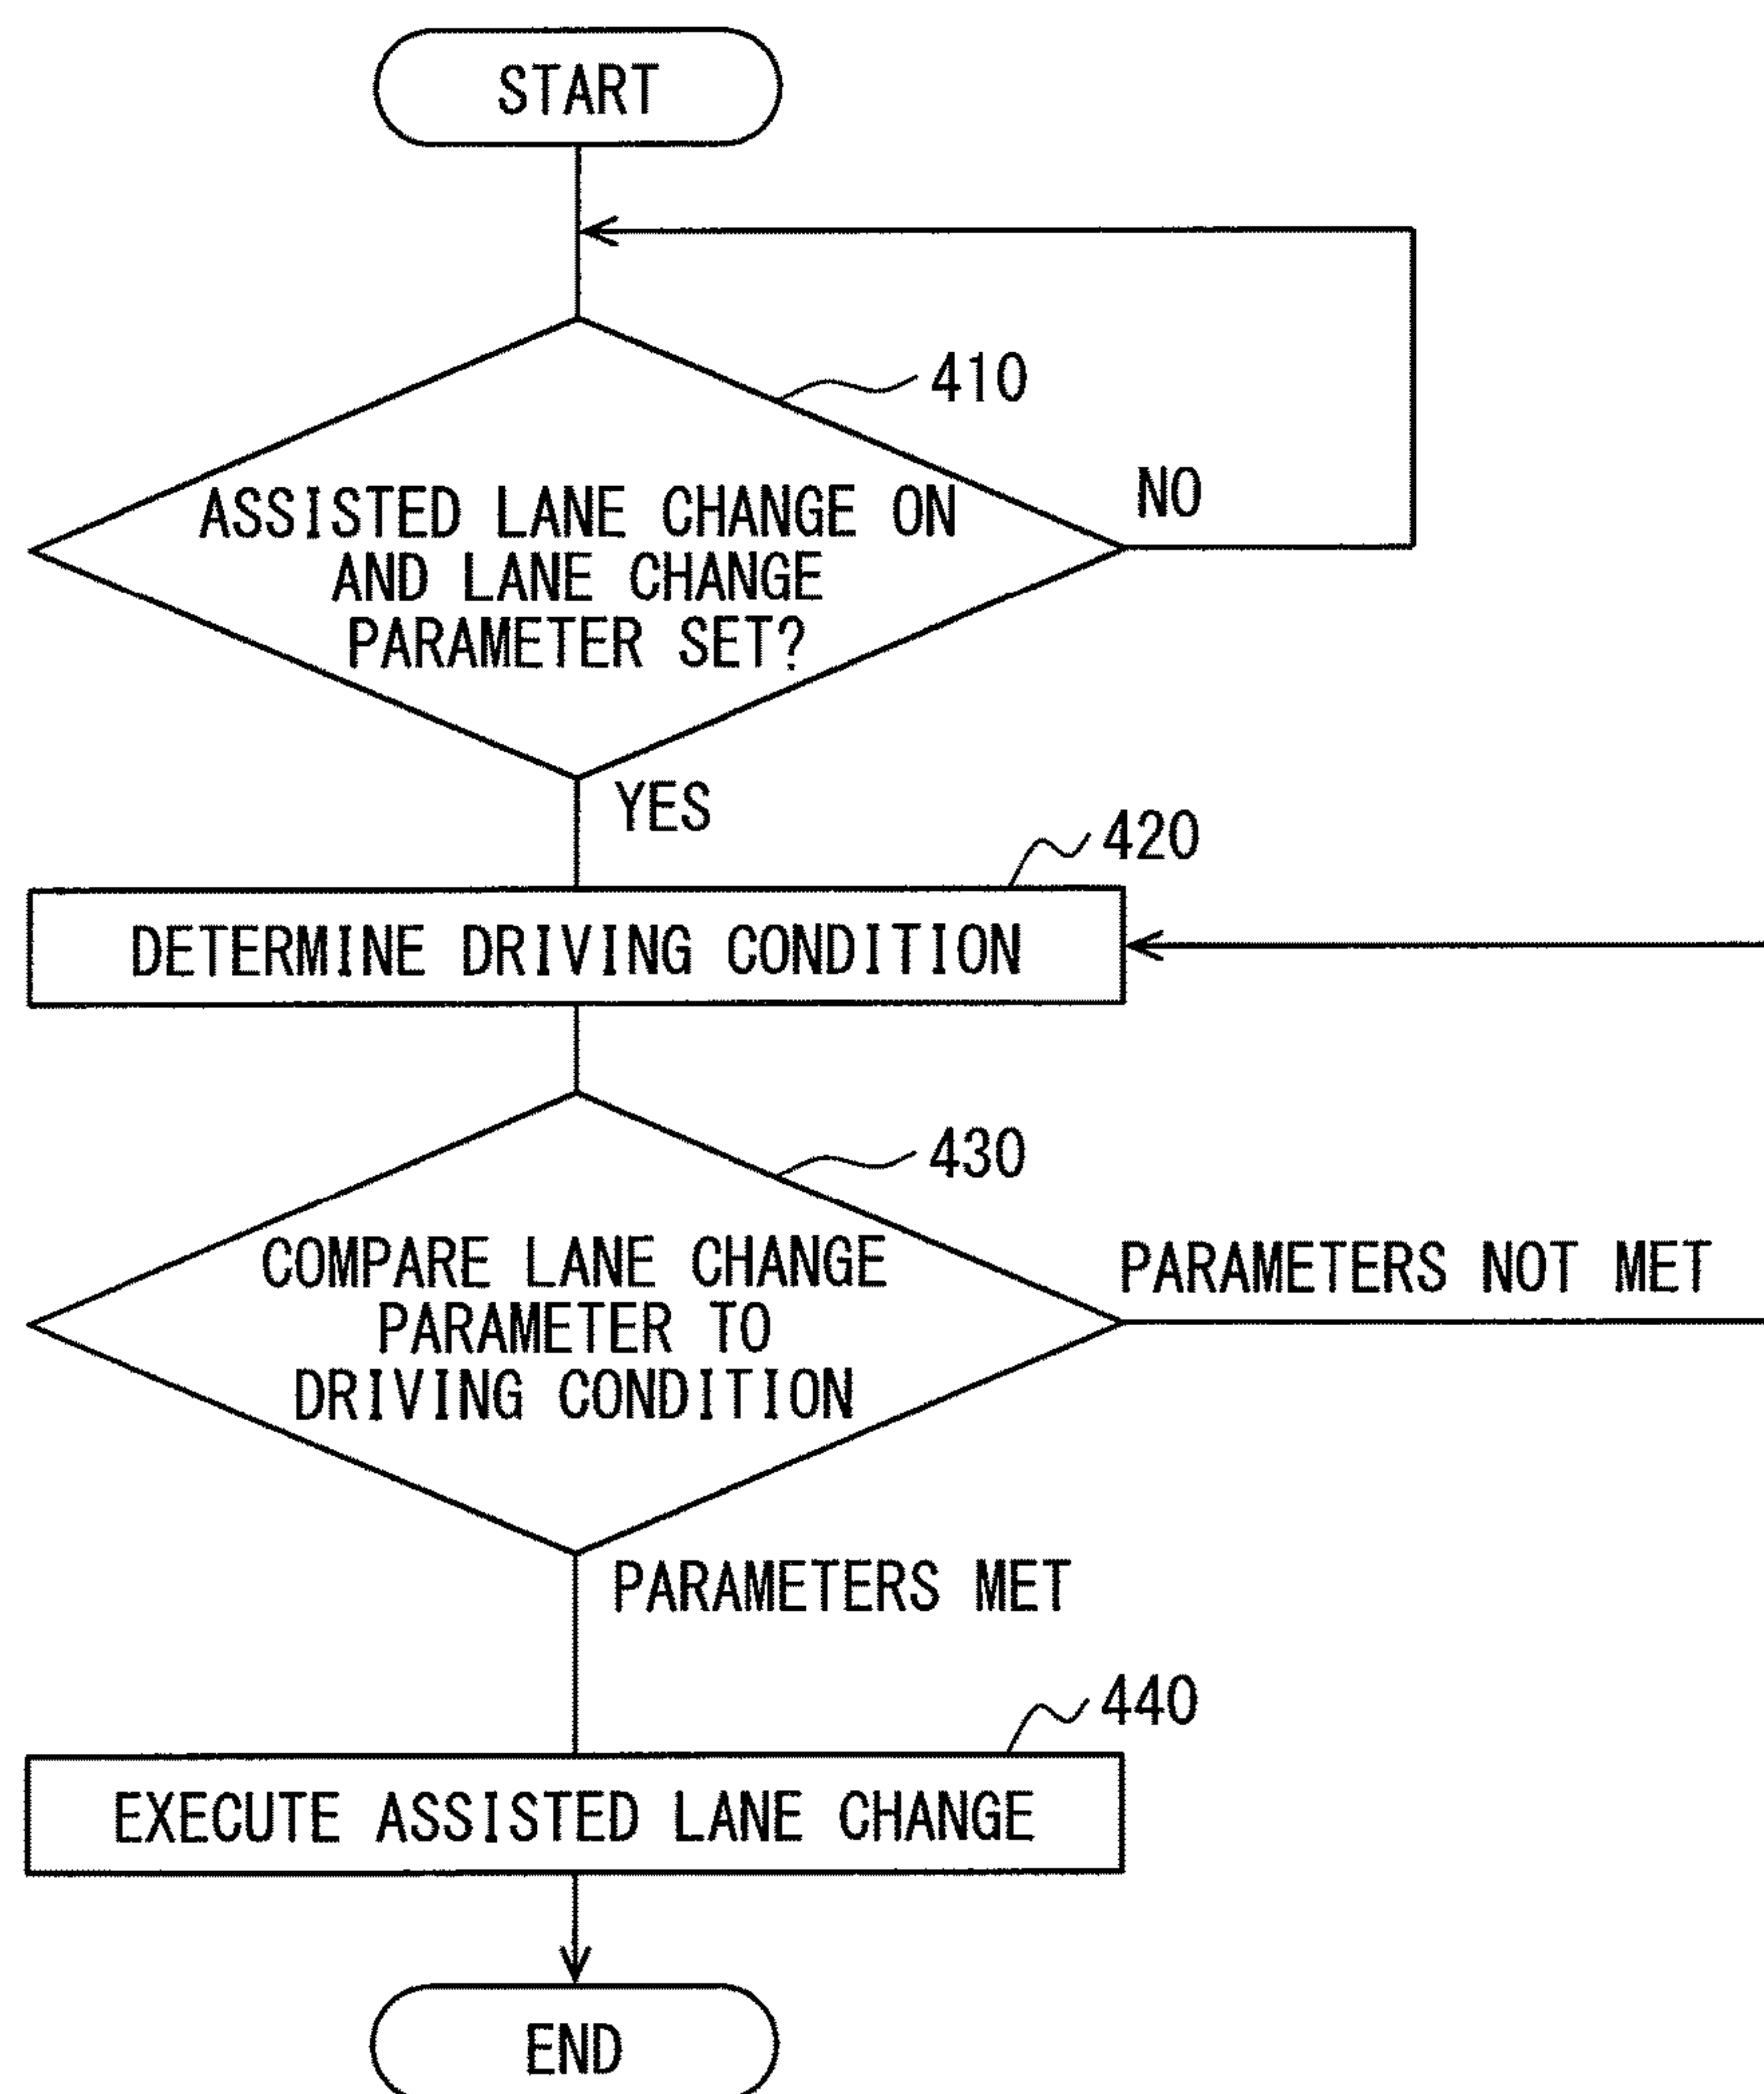 START
410
ASSISTED LANE CHANGE ON
AND LANE CHANGE
PARAMETER SET?
NO
YES
420
DETERMINE DRIVING CONDITION
430
COMPARE LANE CHANGE
PARAMETER TO
DRIVING CONDITION
PARAMETERS NOT MET
PARAMETERS MET
440
EXECUTE ASSISTED LANE CHANGE
END